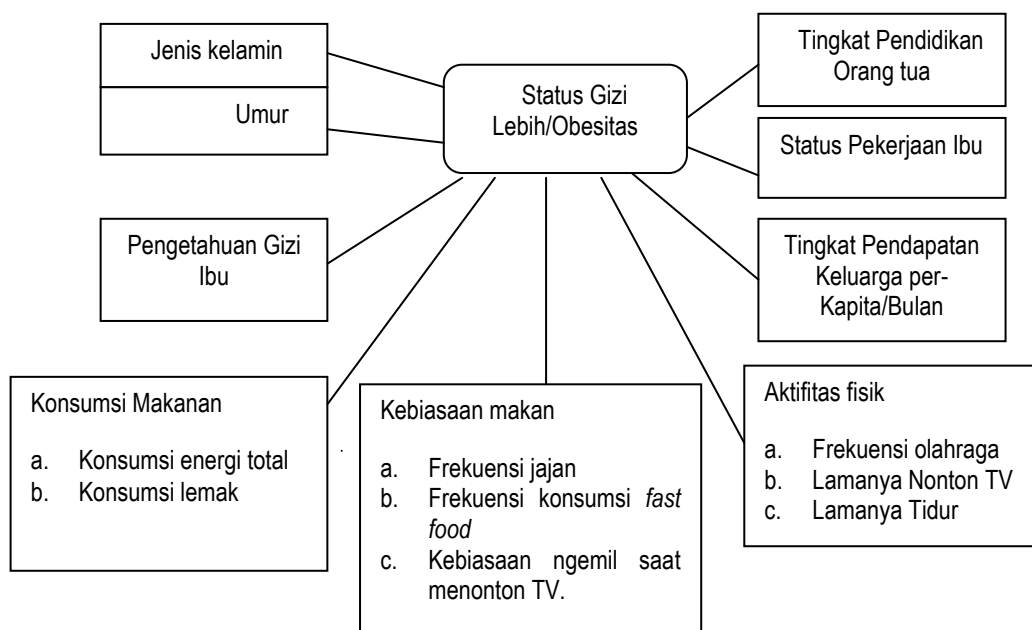 Jenis kelamin
Umur
Status Gizi
Lebih/Obesitas
Tingkat Pendidikan
Orang tua
Status Pekerjaan Ibu
Pengetahuan Gizi
Ibu
Tingkat Pendapatan
Keluarga per-
Kapita/Bulan
Konsumsi Makanan
a. Konsumsi energi total
b. Konsumsi lemak
Kebiasaan makan
a. Frekuensi jajan
b. Frekuensi konsumsi fast
food
c. Kebiasaan ngemil saat
menonton TV.
Aktifitas fisik
a. Frekuensi olahraga
b. Lamanya Nonton TV
c. Lamanya Tidur